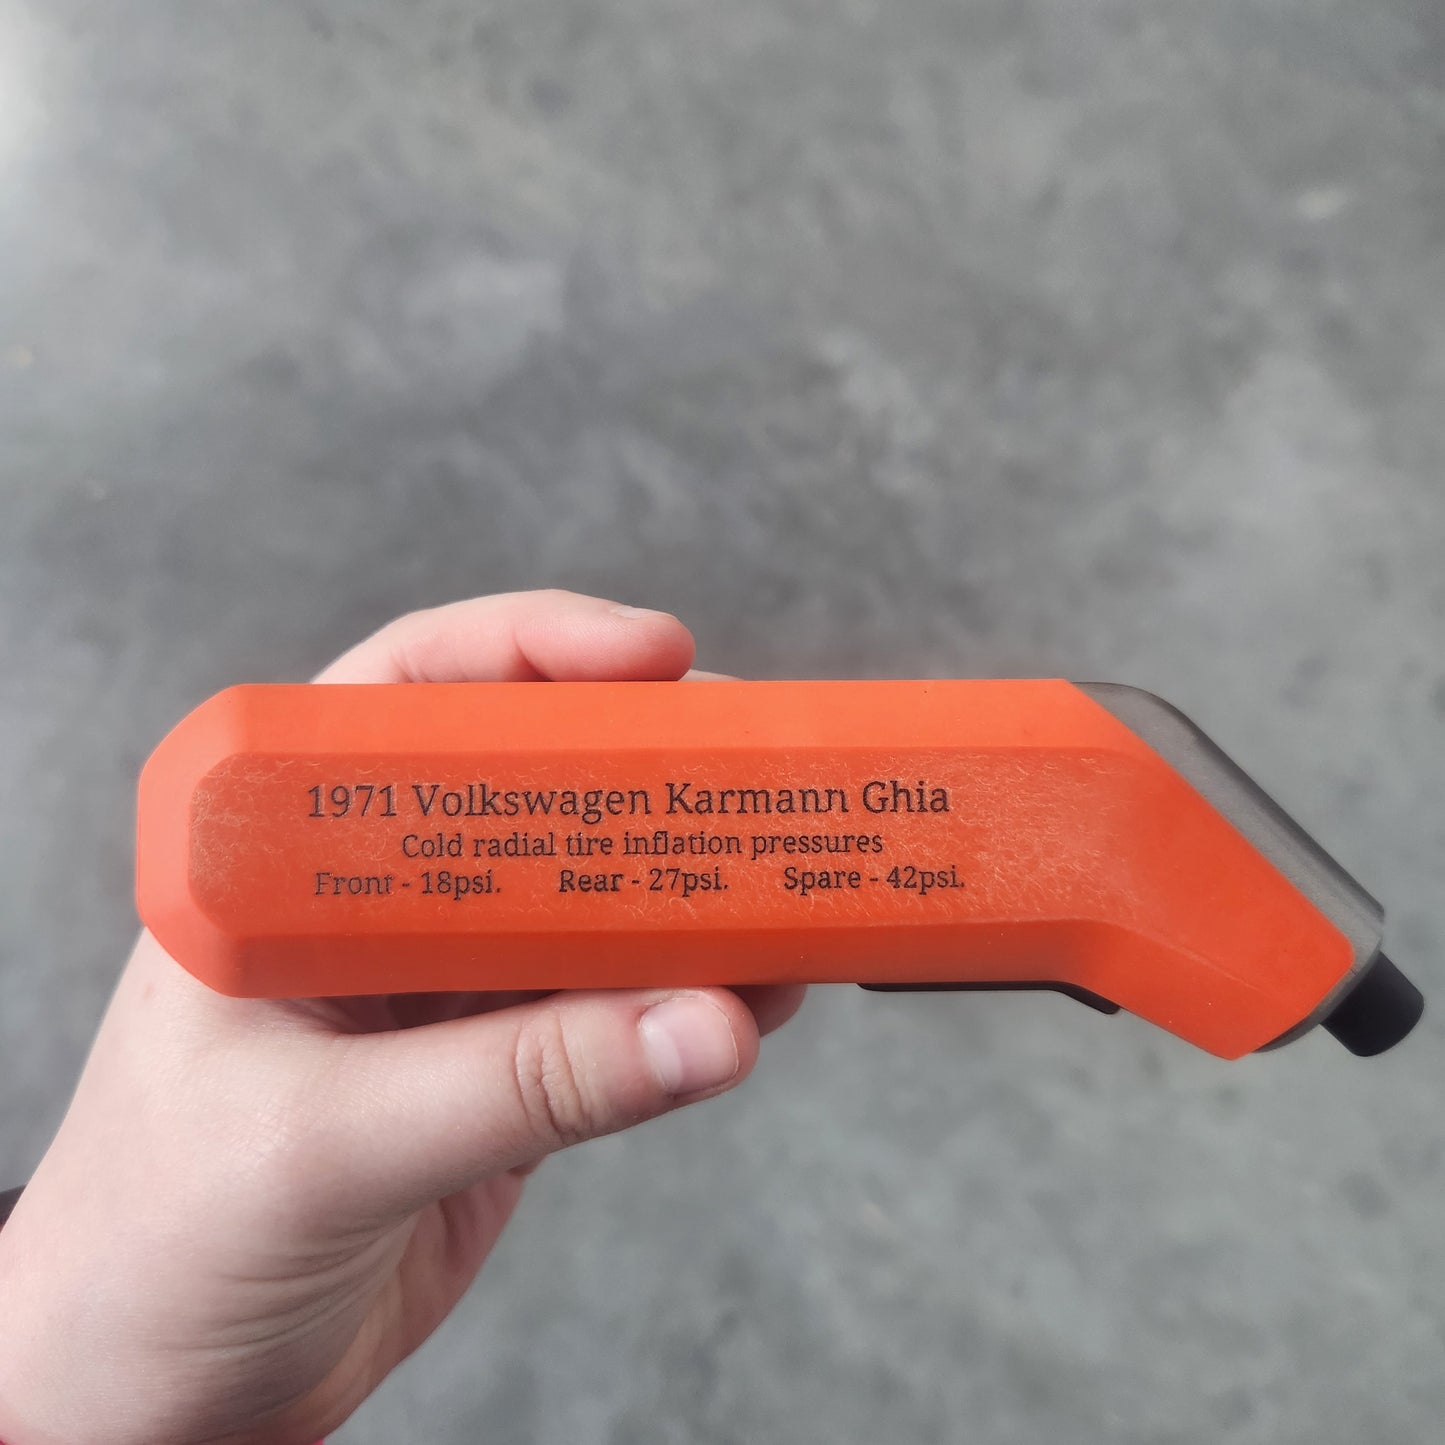 1971 Volkswagen Karmann Ghia
Cold radial tire inflation pressures
Front - 18psi. Rear - 27psi. Spare - 42psi.